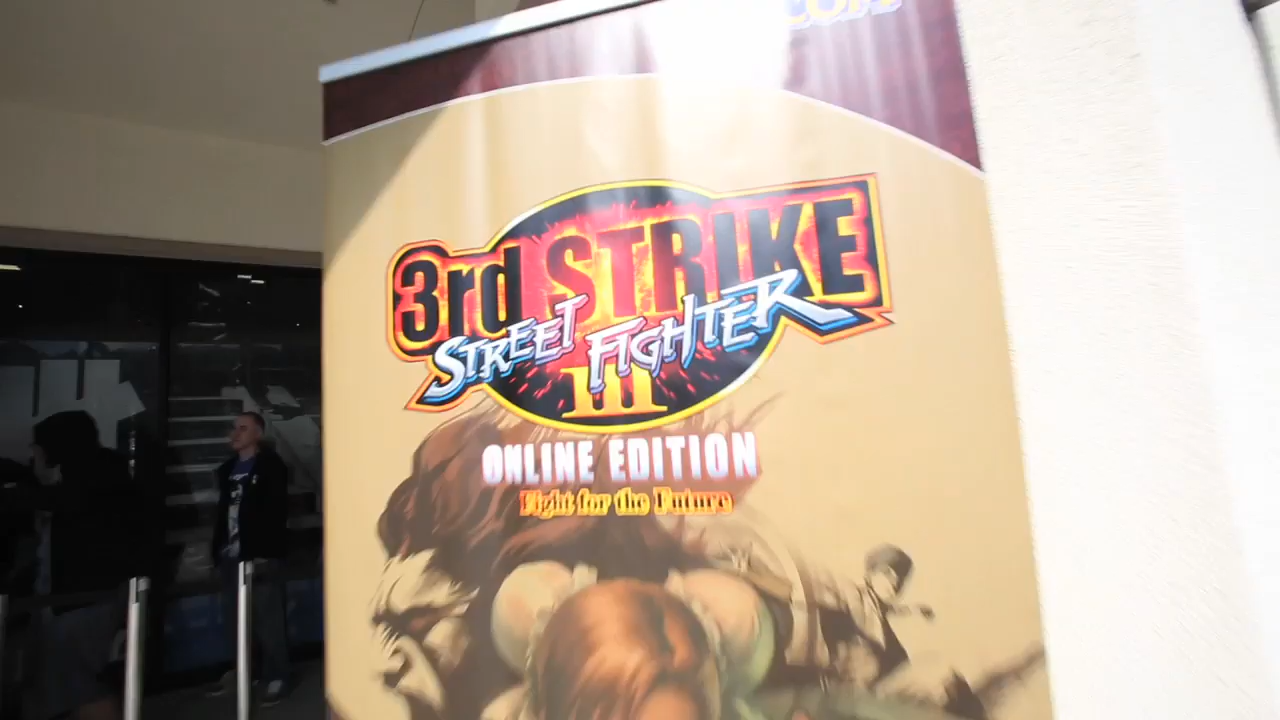 3rd STRIKE
STREET FIGHTER
III
ONLINE EDITION
Fight for the Future